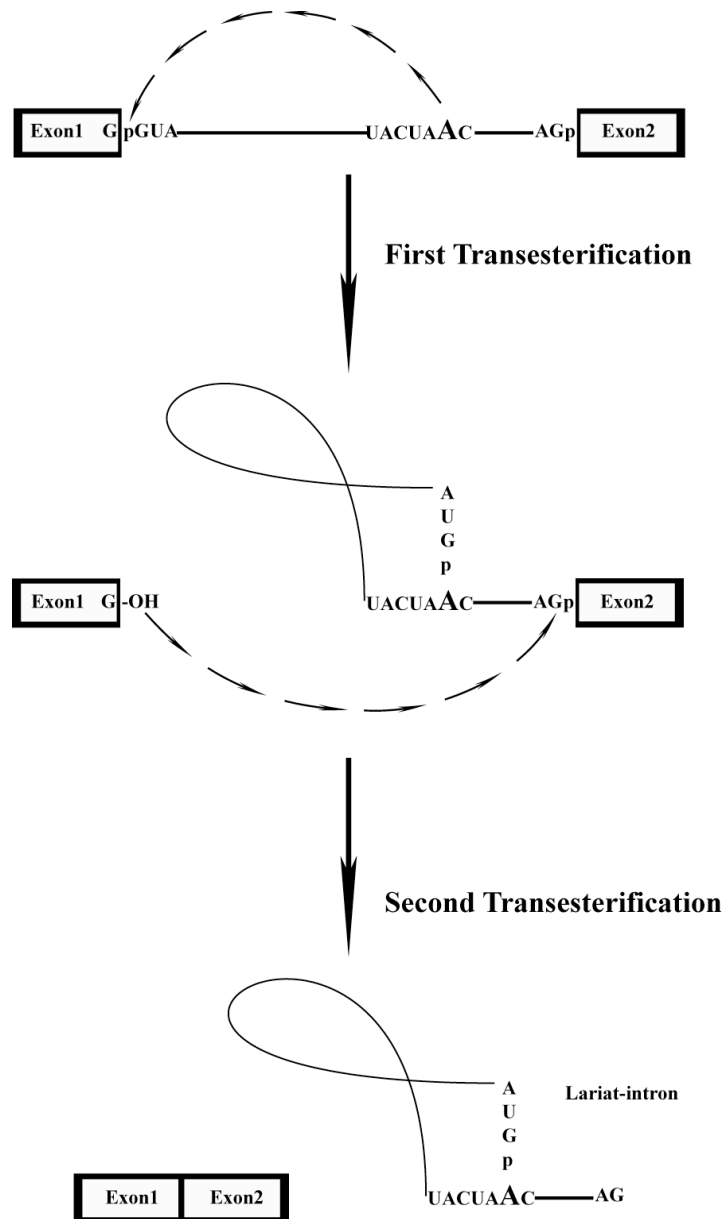 Exon1 G pGUA UACUAAC AGp Exon2
First Transesterification
A
U
G
p
Exon1 G -OH UACUAAC AGp Exon2
Second Transesterification
A Lariat-intron
U
G
p
UACUAAC AG
Exon1 Exon2